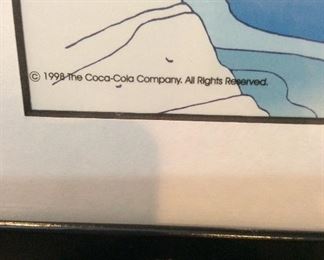 © 1998 The Coca-Cola Company. All Rights Reserved.